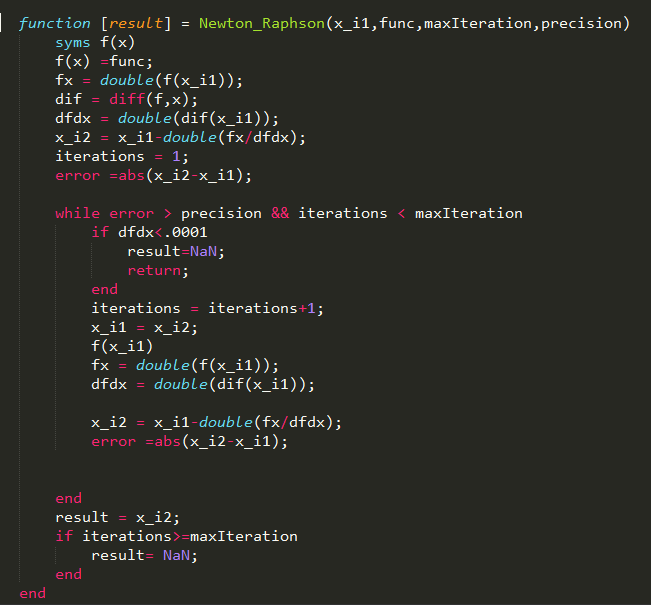 function [result] = Newton_Raphson(x_i1,func,maxIteration,precision)
syms f(x)
f(x) =func;
fx = double(f(x_i1));
dif = diff(f,x);
dfdx = double(dif(x_i1));
x_i2 = x_i1-double(fx/dfdx);
iterations = 1;
error =abs(x_i2-x_i1);
while error > precision && iterations < maxIteration
if dfdx<.0001
result=NaN;
return;
end
iterations = iterations+1;
x_i1 = x_i2;
f(x_i1)
fx = double(f(x_i1));
dfdx = double(dif(x_i1));
x_i2 = x_i1-double(fx/dfdx);
error =abs(x_i2-x_i1);
end
result = x_i2;
if iterations>=maxIteration
result= NaN;
end
end